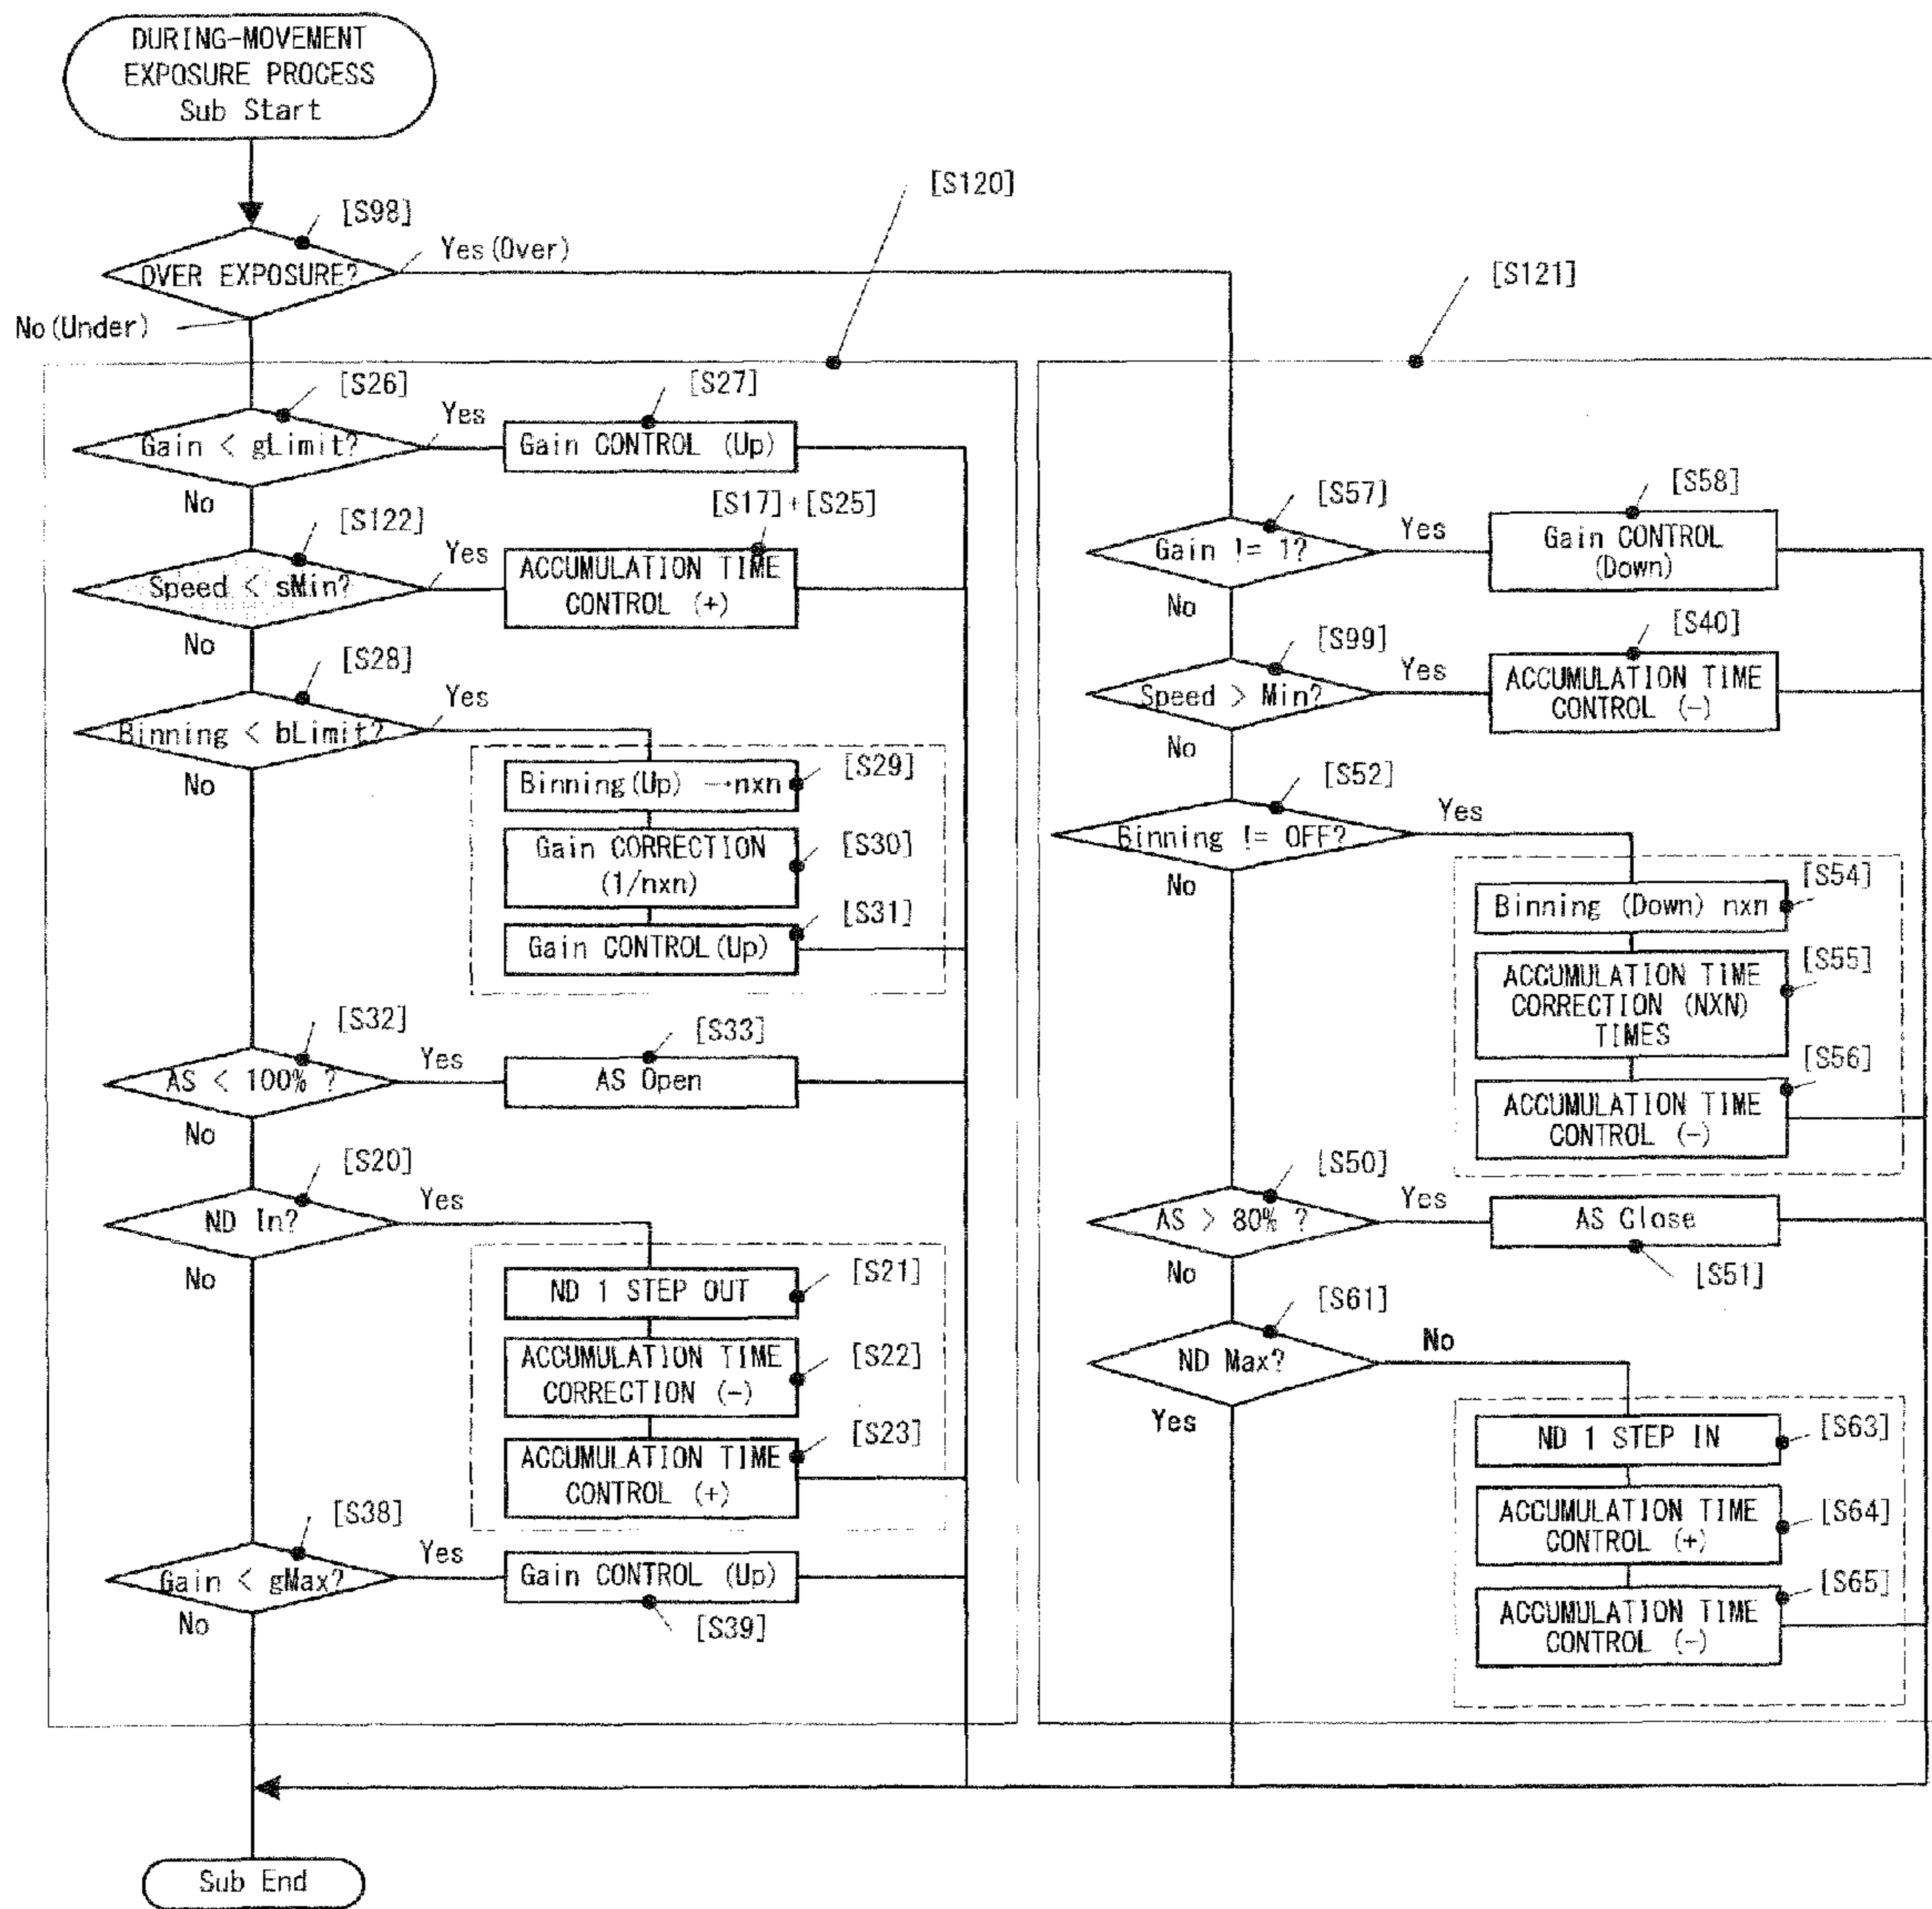 DURING-MOVEMENT
EXPOSURE PROCESS
Sub Start
[S120]
[S98]
OVER EXPOSURE?
Yes(Over)
No(Under)
[S121]
[S26]
Gain < gLimit?
Yes
No
[S27]
Gain CONTROL (Up)
[S122]
Speed < sMin?
Yes
No
[S17]+[S25]
ACCUMULATION TIME
CONTROL (+)
[S28]
Binning < bLimit?
Yes
No
Binning(Up) →nxn
[S29]
Gain CORRECTION
(1/nxn)
[S30]
Gain CONTROL(Up)
[S31]
[S32]
AS < 100% ?
Yes
No
[S33]
AS Open
[S20]
ND In?
Yes
No
ND 1 STEP OUT
[S21]
ACCUMULATION TIME
CORRECTION (-)
[S22]
ACCUMULATION TIME
CONTROL (+)
[S23]
[S38]
Gain < gMax?
Yes
No
Gain CONTROL (Up)
[S39]
[S57]
Gain != 1?
Yes
No
[S58]
Gain CONTROL
(Down)
[S99]
Speed > Min?
Yes
No
[S40]
ACCUMULATION TIME
CONTROL (-)
[S52]
Binning != OFF?
Yes
No
Binning (Down) nxn
[S54]
ACCUMULATION TIME
CORRECTION (NXN)
TIMES
[S55]
ACCUMULATION TIME
CONTROL (-)
[S56]
[S50]
AS > 80% ?
Yes
No
AS Close
[S51]
[S61]
ND Max?
No
Yes
ND 1 STEP IN
[S63]
ACCUMULATION TIME
CONTROL (+)
[S64]
ACCUMULATION TIME
CONTROL (-)
[S65]
Sub End